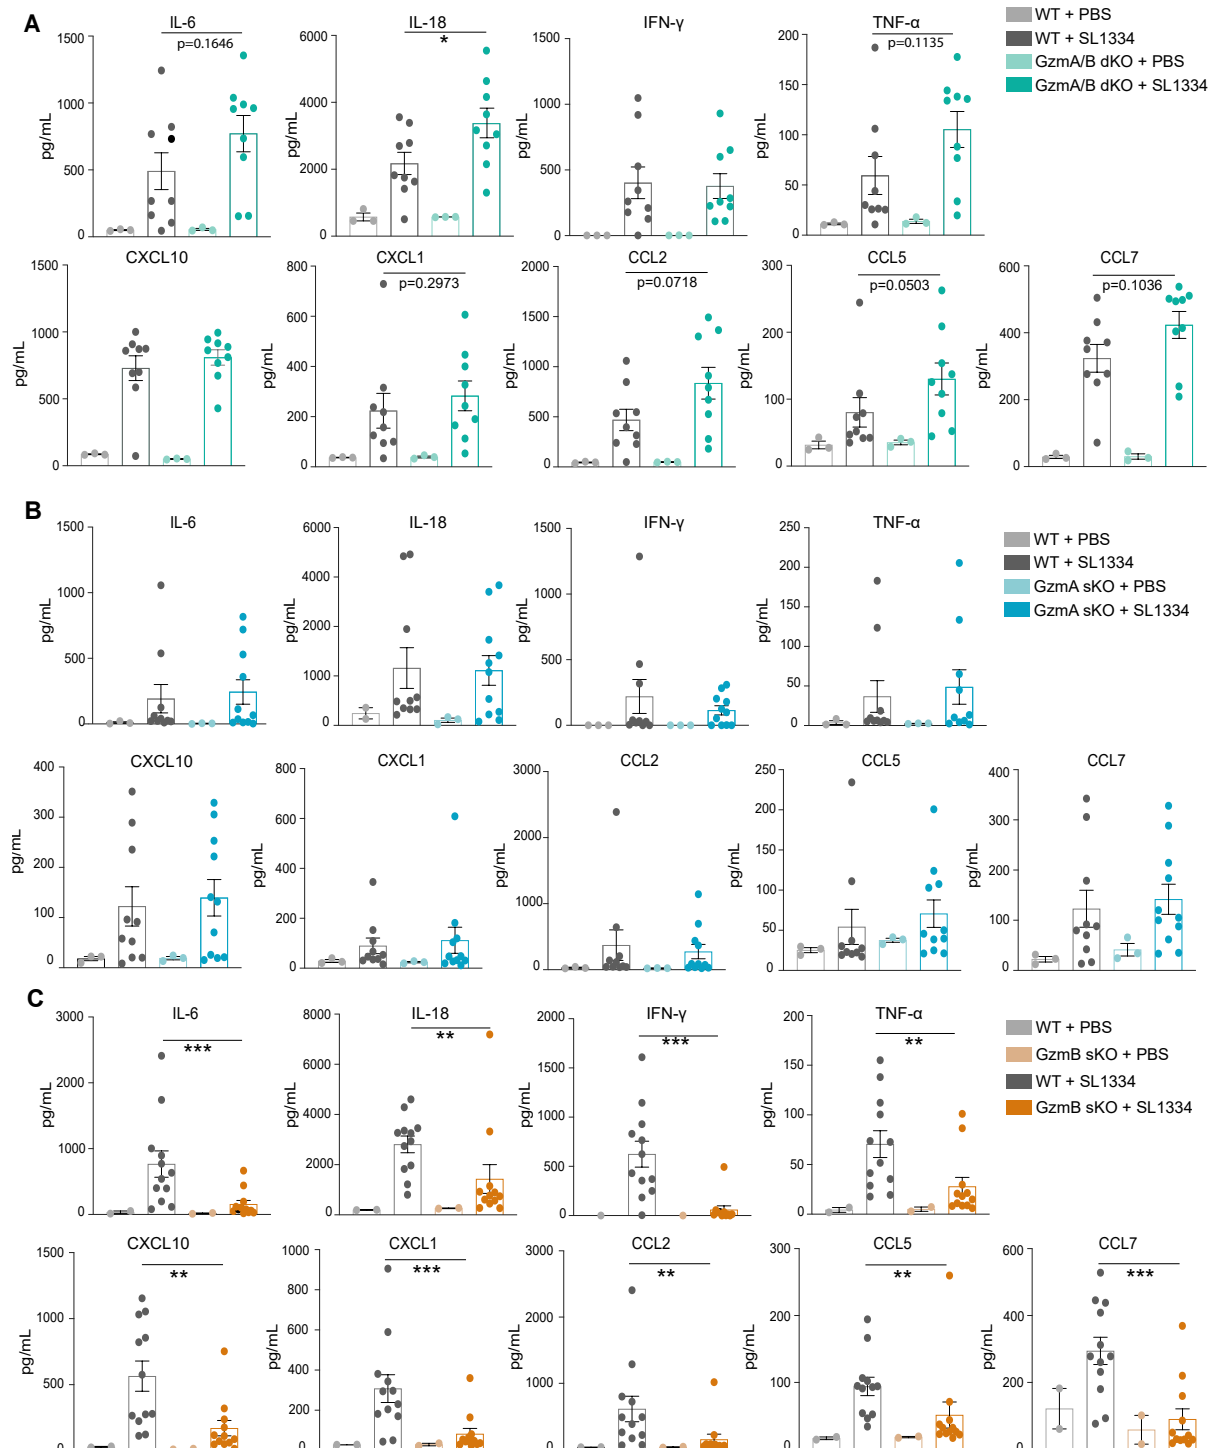 A
IL-6
IL-18
IFN-γ
TNF-α
WT + PBS
WT + SL1334
GzmA/B dKO + PBS
GzmA/B dKO + SL1334
pg/mL
1500
1000
500
0
p=0.1646
pg/mL
6000
4000
2000
0
*
pg/mL
1500
1000
500
0
pg/mL
200
150
100
50
0
p=0.1135
CXCL10
CXCL1
CCL2
CCL5
CCL7
pg/mL
1500
1000
500
0
pg/mL
800
600
400
200
0
p=0.2973
pg/mL
2000
1500
1000
500
0
p=0.0718
pg/mL
300
200
100
0
p=0.0503
pg/mL
600
400
200
0
p=0.1036
B
IL-6
IL-18
IFN-γ
TNF-α
WT + PBS
WT + SL1334
GzmA sKO + PBS
GzmA sKO + SL1334
pg/mL
1500
1000
500
0
pg/mL
6000
4000
2000
1000
0
pg/mL
1500
1000
500
0
pg/mL
250
200
150
100
50
0
CXCL10
CXCL1
CCL2
CCL5
CCL7
pg/mL
400
300
200
100
0
pg/mL
800
600
400
200
0
pg/mL
3000
2000
1000
0
pg/mL
250
200
150
100
50
0
pg/mL
400
300
200
100
0
C
IL-6
IL-18
IFN-γ
TNF-α
WT + PBS
GzmB sKO + PBS
WT + SL1334
GzmB sKO + SL1334
pg/mL
3000
2000
1000
0
***
pg/mL
8000
6000
4000
2000
0
**
pg/mL
2000
1500
1000
500
0
***
pg/mL
200
150
100
50
0
**
CXCL10
CXCL1
CCL2
CCL5
CCL7
pg/mL
1500
1000
500
0
**
pg/mL
1000
800
600
400
200
0
***
pg/mL
3000
2000
1000
0
**
pg/mL
300
200
100
0
**
pg/mL
600
400
200
0
***